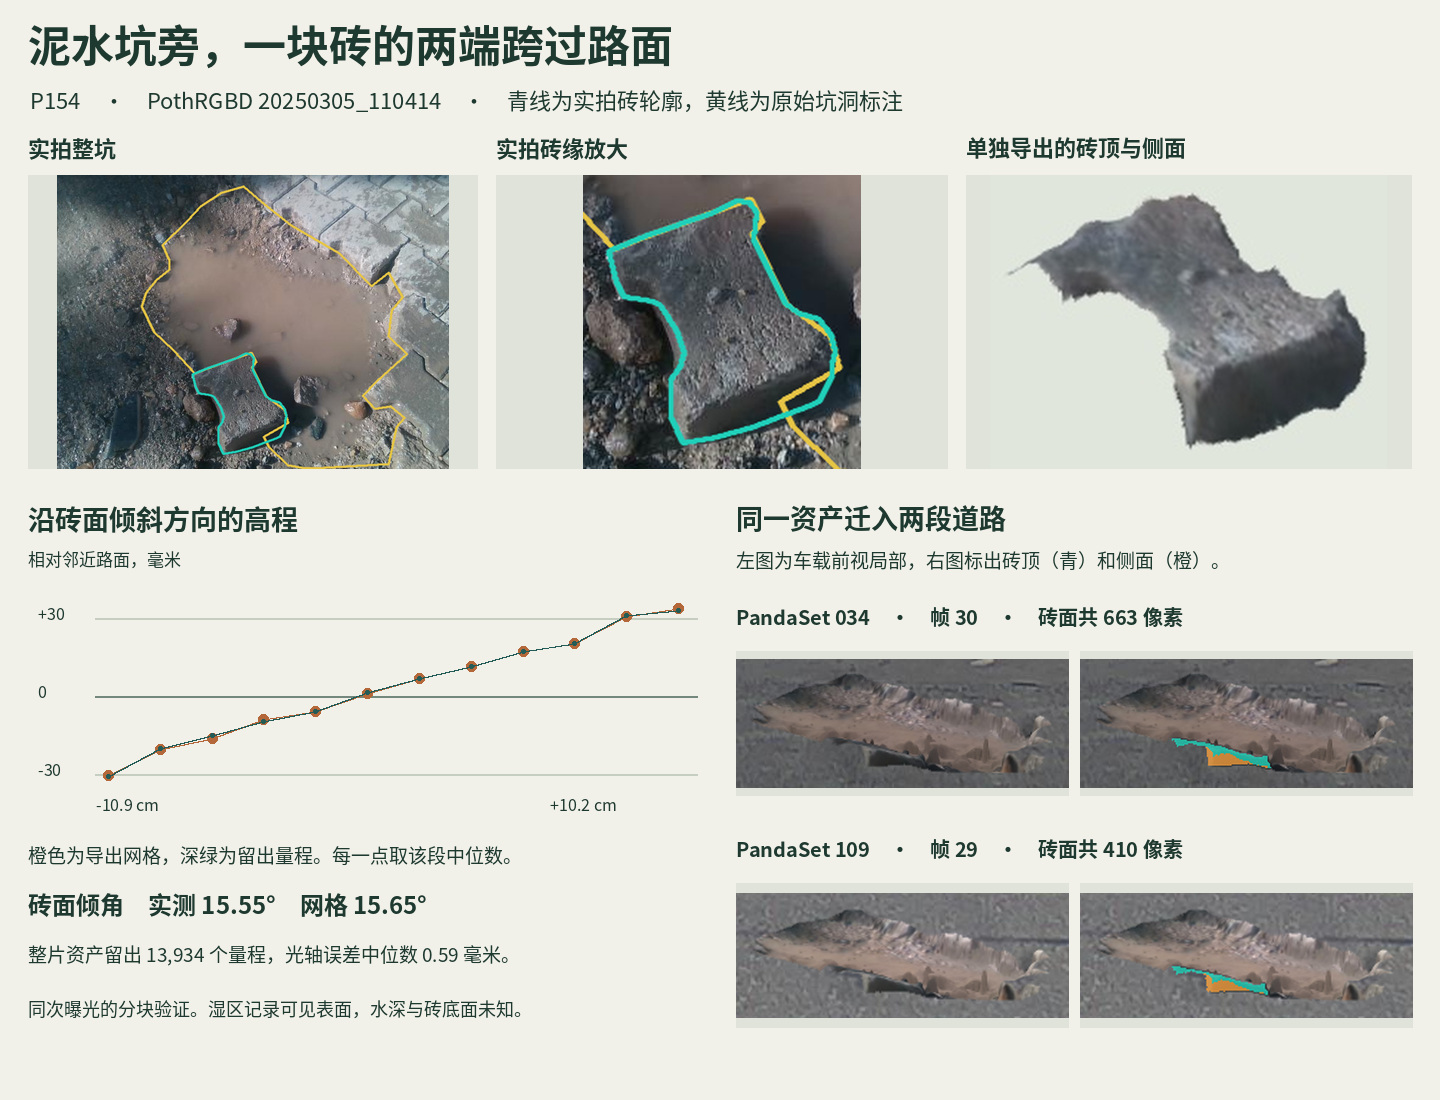 泥水坑旁，一块砖的两端跨过路面
P154 • PothRGBD 20250305_110414 • 青线为实拍砖轮廓，黄线为原始坑洞标注
实拍整坑
实拍砖缘放大
单独导出的砖顶与侧面
沿砖面倾斜方向的高程
相对邻近路面，毫米
+30
0
-30
-10.9 cm
+10.2 cm
橙色为导出网格，深绿为留出量程。每一点取该段中位数。
砖面倾角 实测 15.55° 网格 15.65°
整片资产留出 13,934 个量程，光轴误差中位数 0.59 毫米。
同次曝光的分块验证。湿区记录可见表面，水深与砖底面未知。
同一资产迁入两段道路
左图为车载前视局部，右图标出砖顶（青）和侧面（橙）。
PandaSet 034 • 帧 30 • 砖面共 663 像素
PandaSet 109 • 帧 29 • 砖面共 410 像素